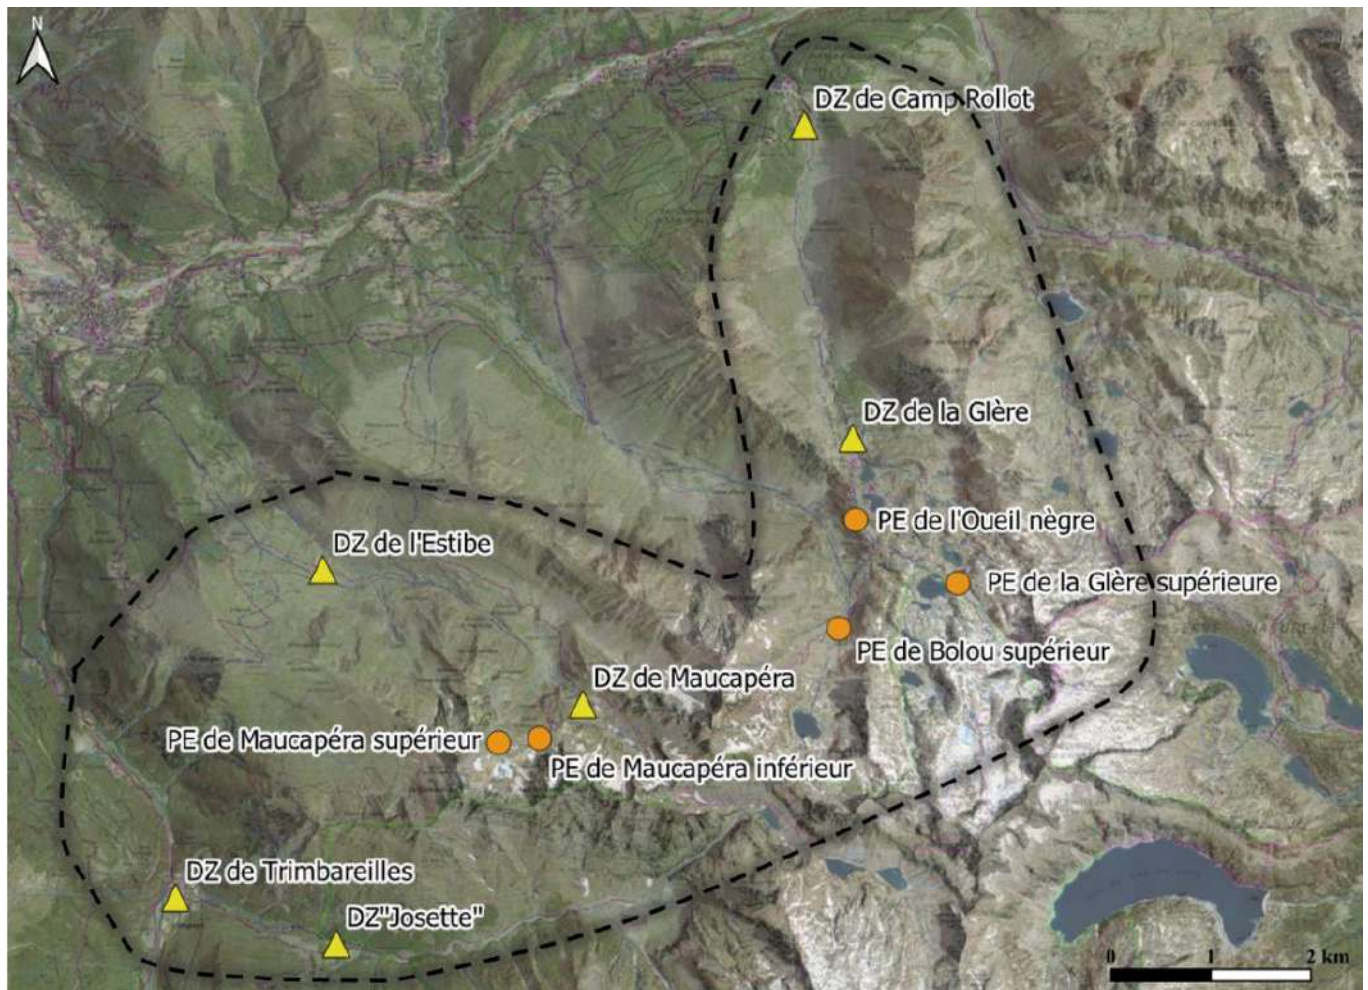 N
DZ de Camp Rollot
DZ de la Glère
PE de l'Oueil nègre
DZ de l'Estibe
PE de la Glère supérieure
PE de Bolou supérieur
DZ de Maucapéra
PE de Maucapéra supérieur
PE de Maucapéra inférieur
DZ de Trimbareilles
DZ"Josette"
0 1 2 km